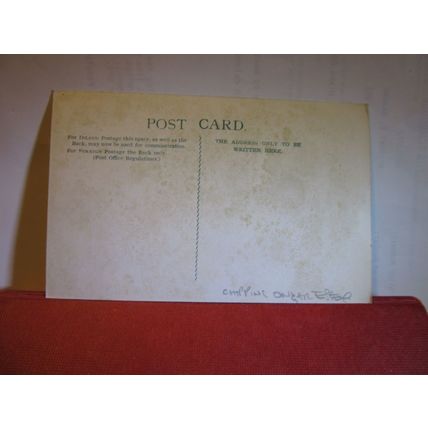 POST CARD.
For INLAND Postage this space, as well as the
Back, may now be used for communication.
For FOREIGN Postage the Back only.
(Post Office Regulations.)
THE ADDRESS ONLY TO BE
WRITTEN HERE.
CHIPPING ONGAR